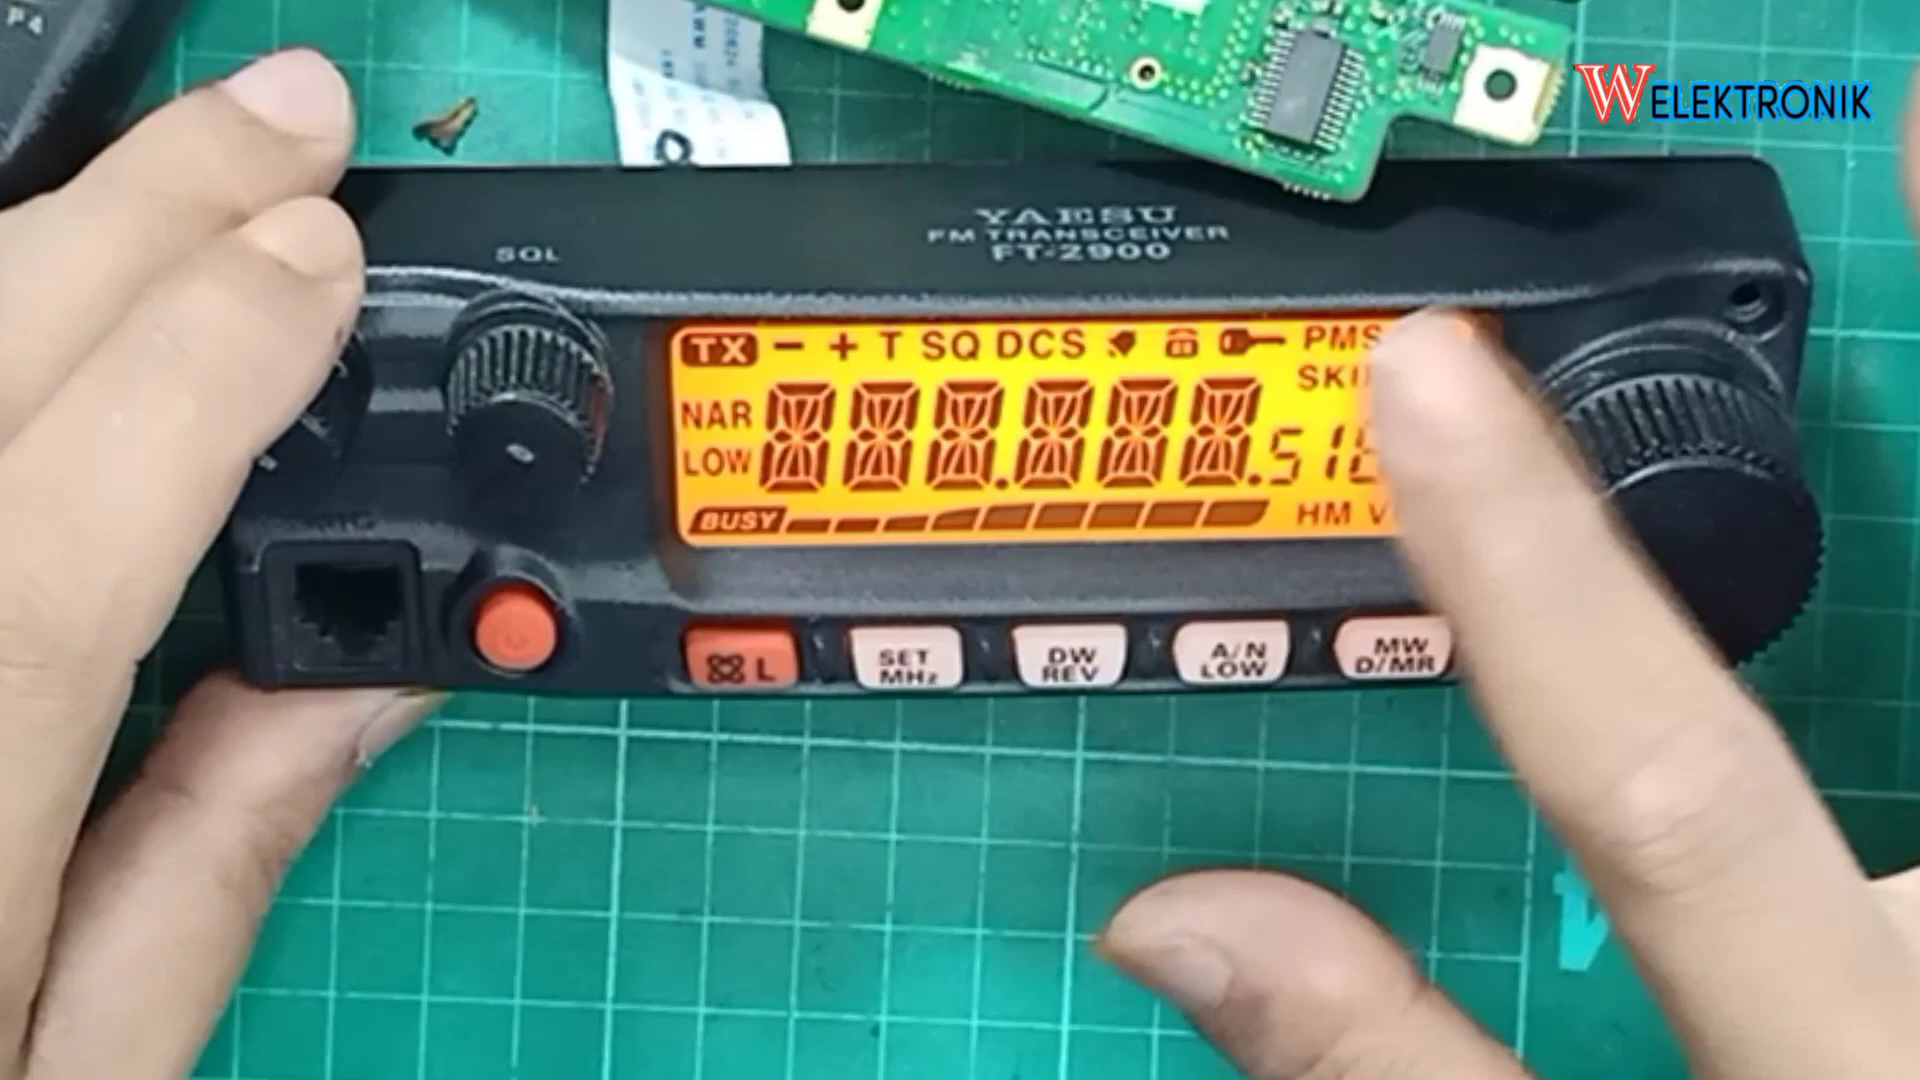 P4
WELEKTRONIK
YAESU
FM TRANSCEIVER
FT-2900
SQL
TX - + T SQ DCS PMS
NAR
LOW
BUSY
HM
L
SET
MHz
DW
REV
A/N
LOW
MW
D/MR